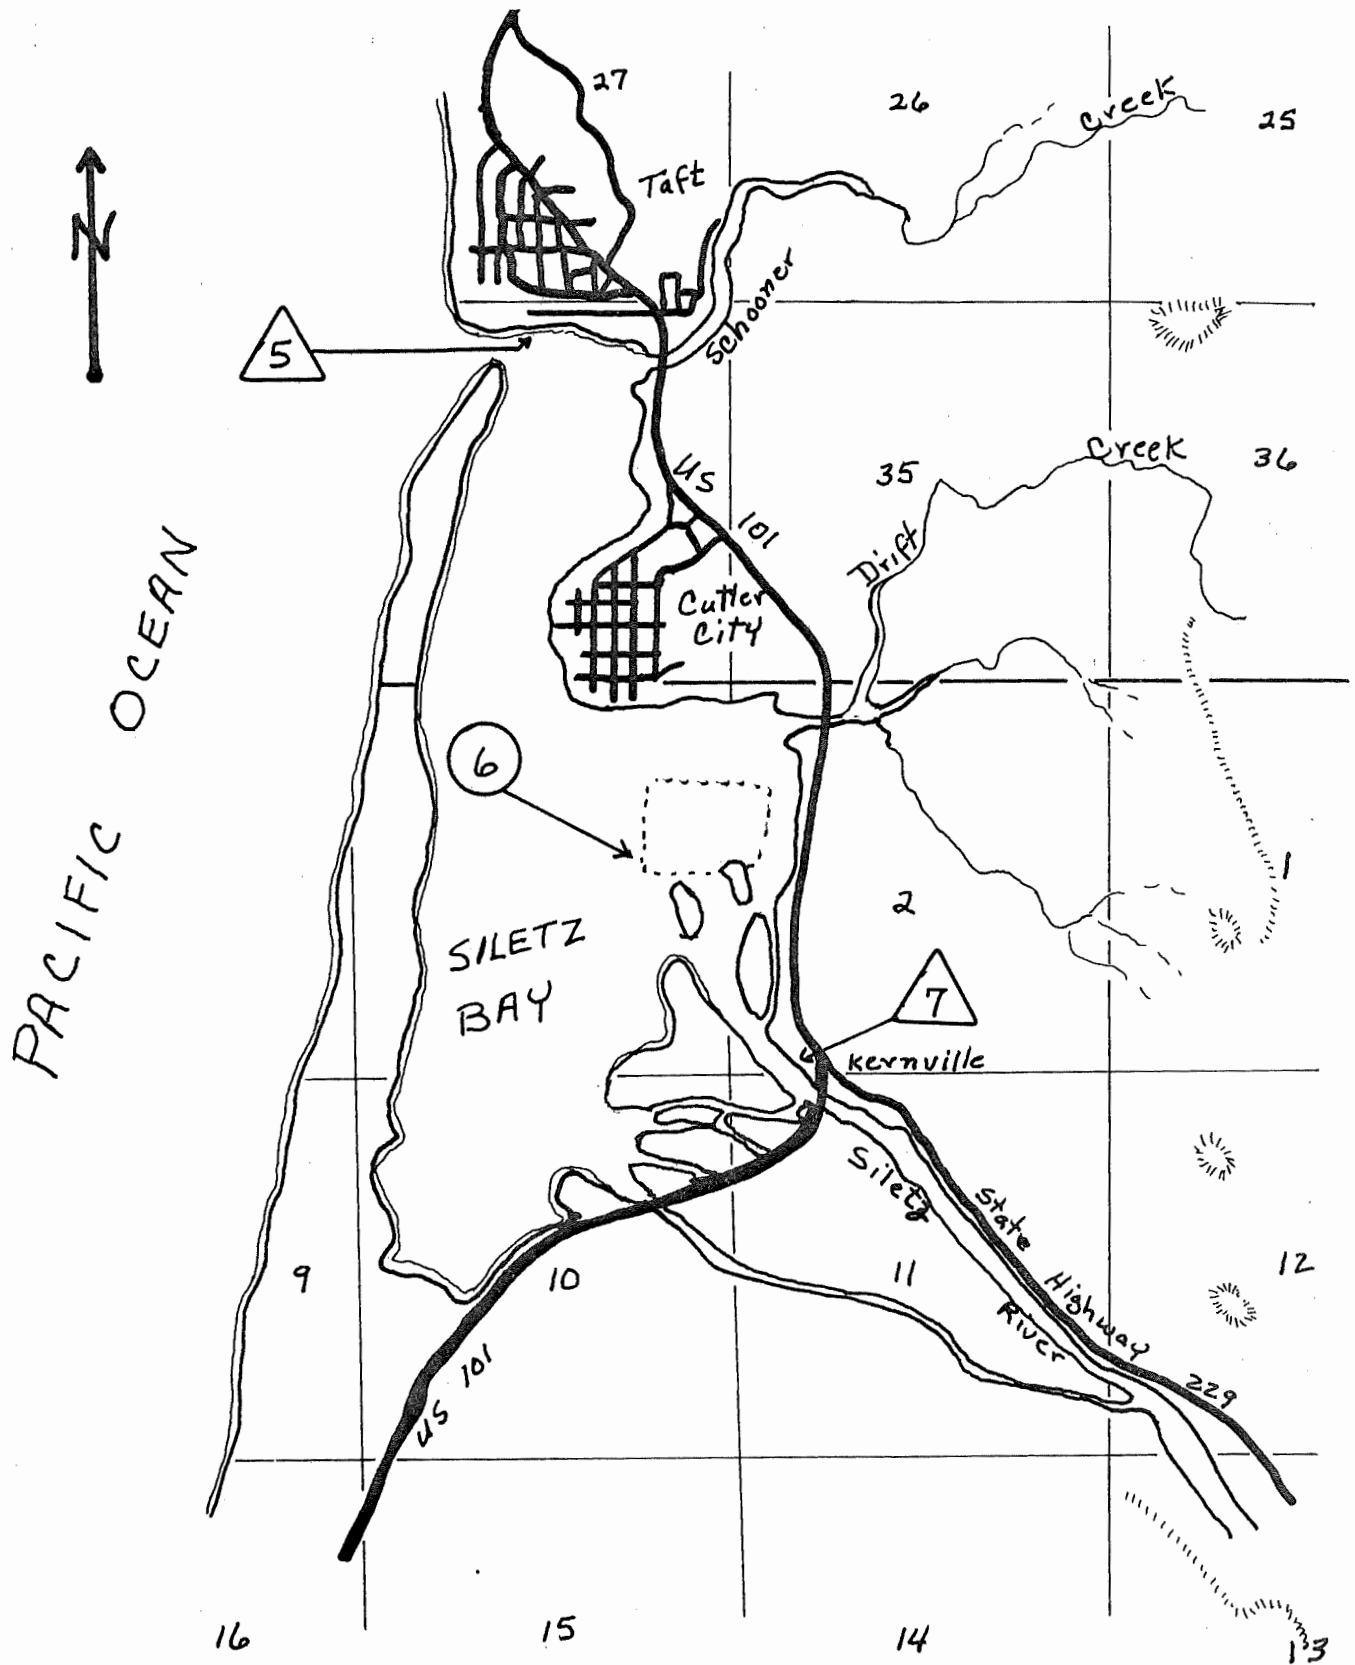 27
26
Creek
25
N
Taft
Schooner
5
US
101
35
Creek
36
Drift
Cutler
City
PACIFIC OCEAN
6
1
2
SILETZ
BAY
7
Kernville
Siletz
River
State
Highway
229
9
10
11
12
US
101
16
15
14
13